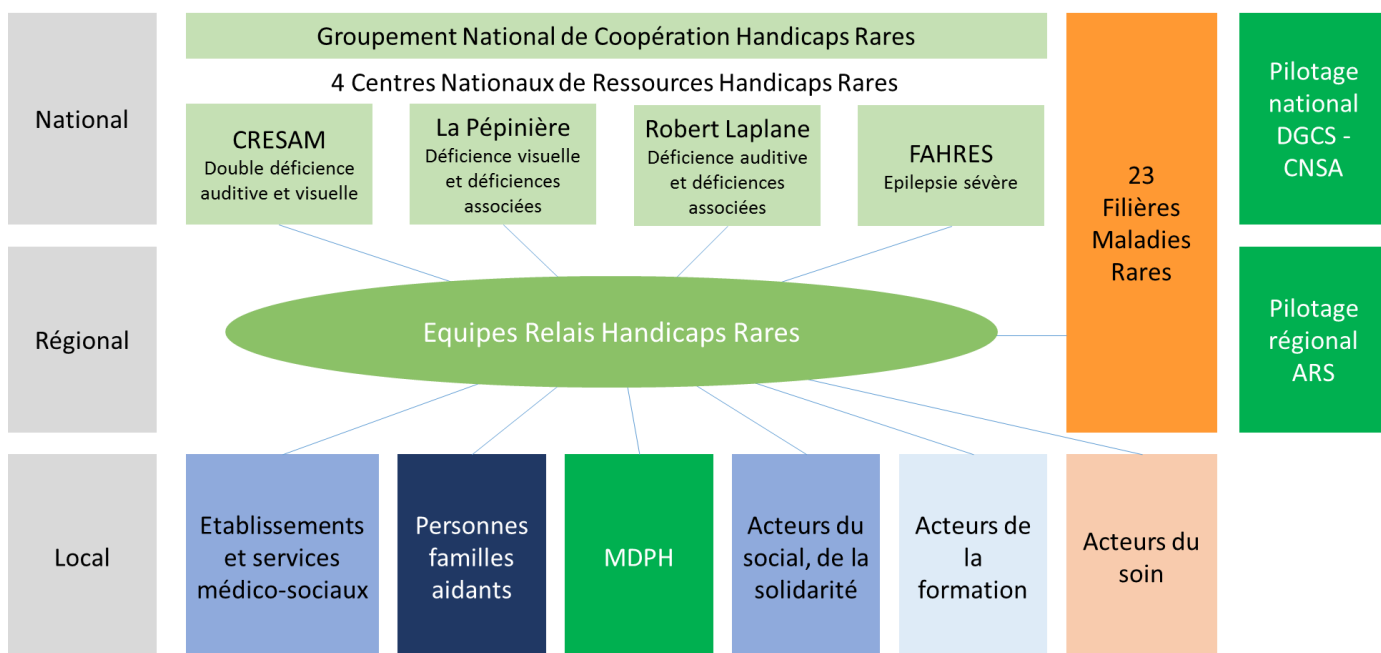 National
Groupement National de Coopération Handicaps Rares
4 Centres Nationaux de Ressources Handicaps Rares
CRESAM
Double déficience
auditive et visuelle
La Pépinière
Déficience visuelle
et déficiences
associées
Robert Laplane
Déficience auditive
et déficiences
associées
FAHRES
Epilepsie sévère
23
Filières
Maladies
Rares
Pilotage
national
DGCS -
CNSA
Régional
Equipes Relais Handicaps Rares
Pilotage
régional
ARS
Local
Etablissements
et services
médico-sociaux
Personnes
familles
aidants
MDPH
Acteurs du
social, de la
solidarité
Acteurs de
la
formation
Acteurs du
soin